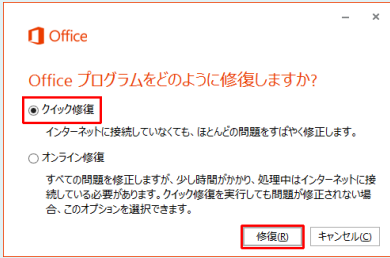 Office
Office プログラムをどのように修復しますか?
クイック修復
インターネットに接続していなくても、ほとんどの問題をすばやく修正します。
オンライン修復
すべての問題を修正しますが、少し時間がかかり、処理中はインターネットに接
続している必要があります。クイック修復を実行しても問題が修正されない場
合、このオプションを選択できます。
修復(R) キャンセル(C)